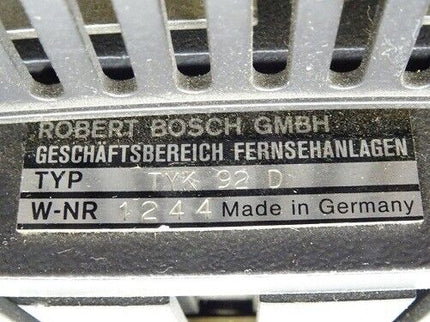 ROBERT BOSCH GMBH
GESCHÄFTSBEREICH FERNSEHANLAGEN
TYP TYK 92 D
W-NR 1244 Made in Germany